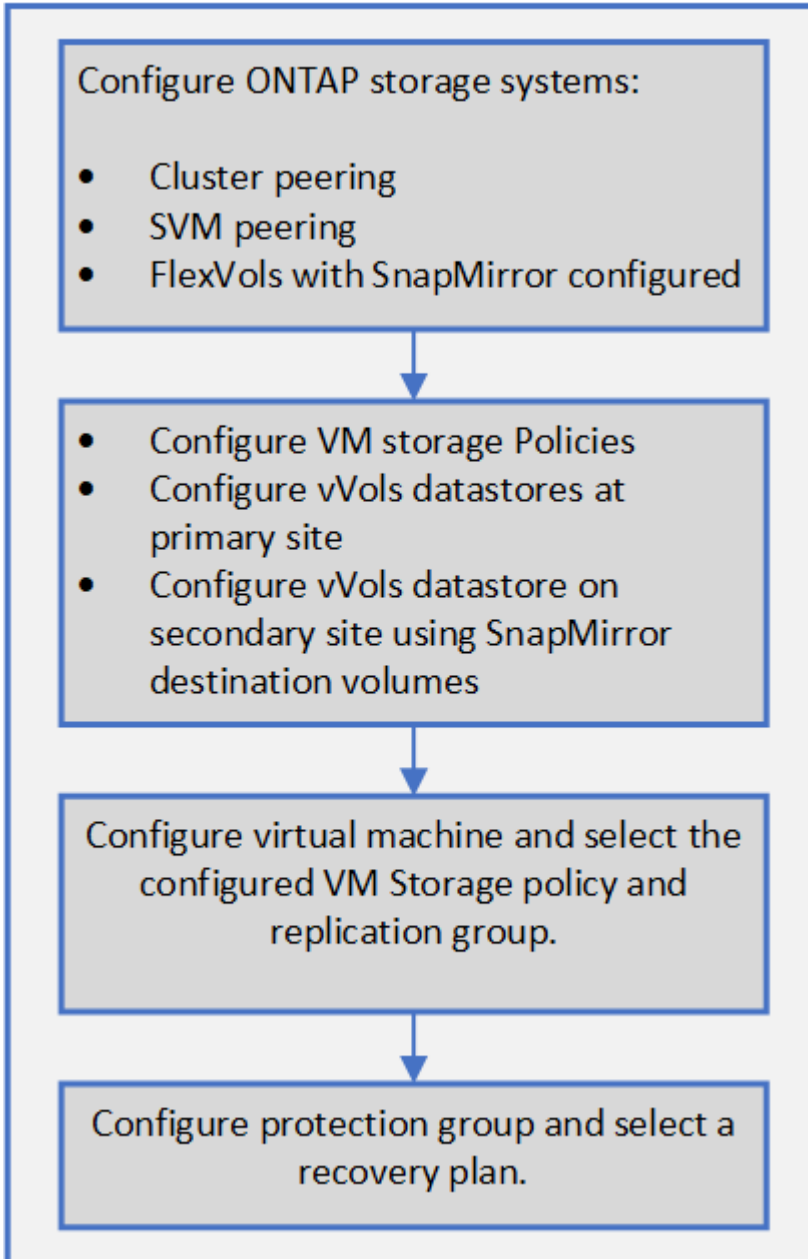 Configure ONTAP storage systems:
• Cluster peering
• SVM peering
• FlexVols with SnapMirror configured
• Configure VM storage Policies
• Configure vVols datastores at
primary site
• Configure vVols datastore on
secondary site using SnapMirror
destination volumes
Configure virtual machine and select the
configured VM Storage policy and
replication group.
Configure protection group and select a
recovery plan.